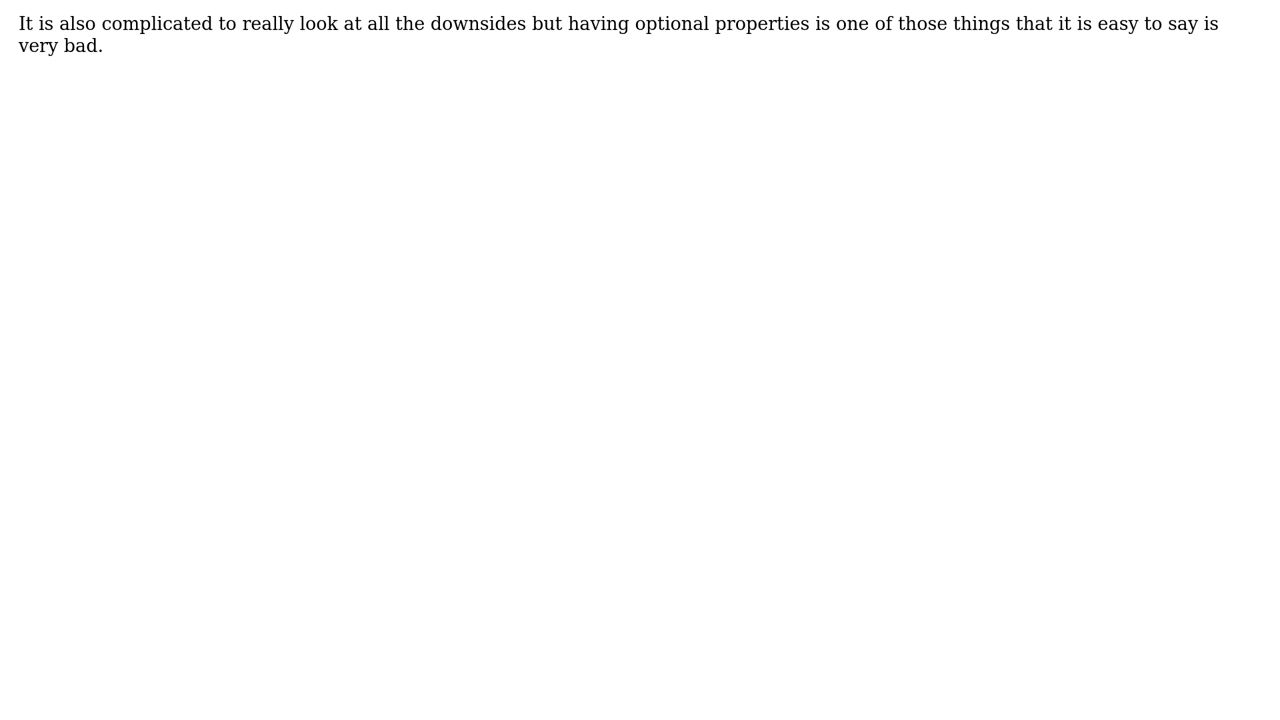 It is also complicated to really look at all the downsides but having optional properties is one of those things that it is easy to say is
very bad.